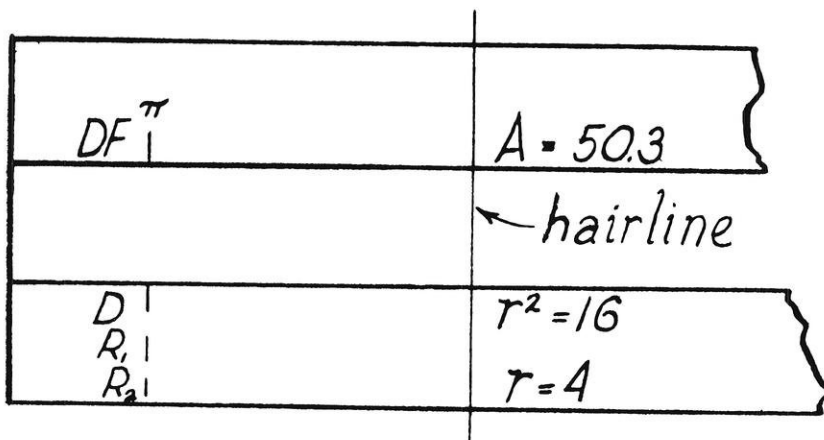 π
DF | A = 50.3
hairline
D | r² = 16
R₁ |
R₂ | r = 4